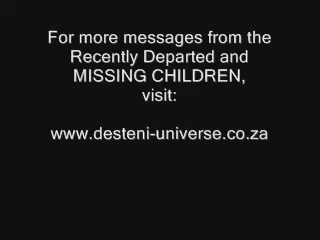 For more messages from the
Recently Departed and
MISSING CHILDREN,
visit:
www.desteni-universe.co.za